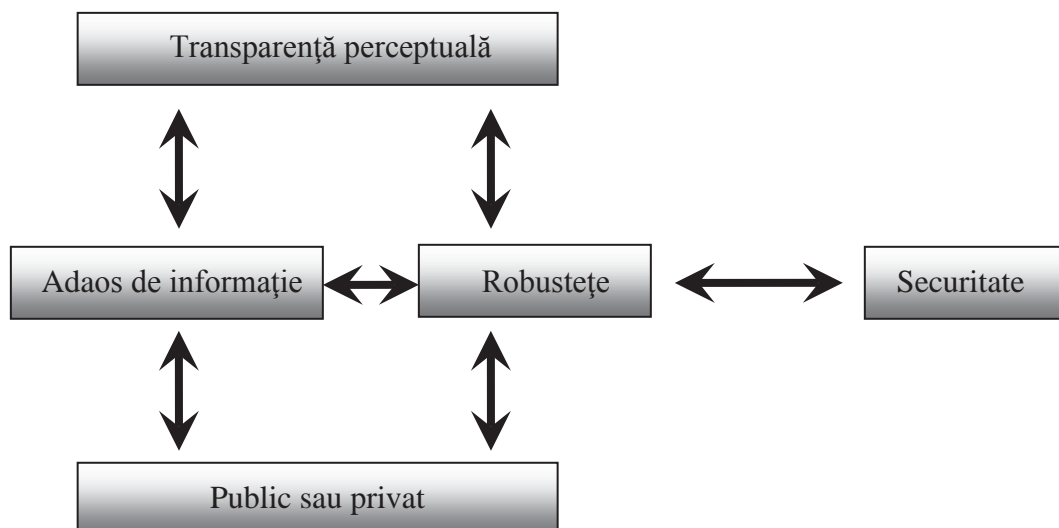 Transparenţă perceptuală
Adaos de informaţie
Robusteţe
Securitate
Public sau privat